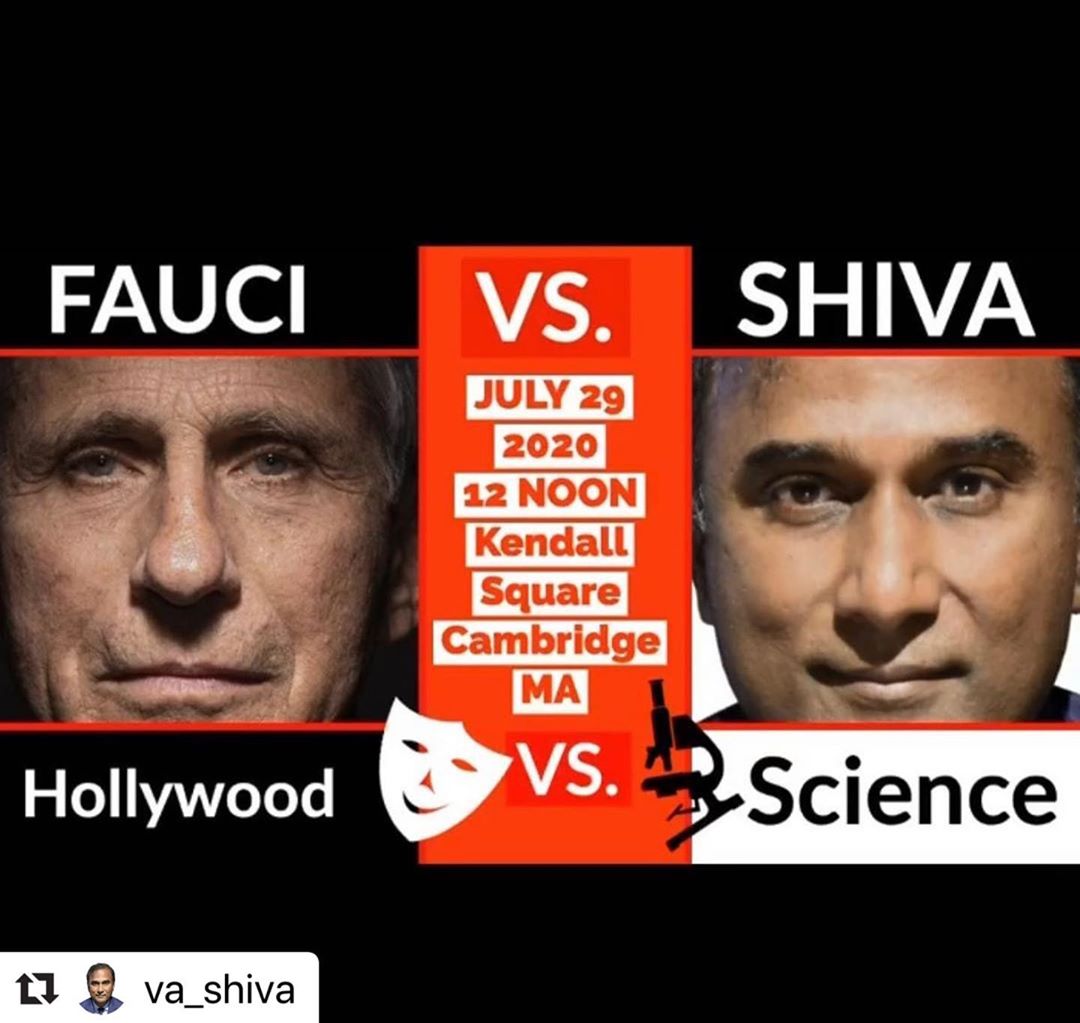 FAUCI
VS.
SHIVA
JULY 29
2020
12 NOON
Kendall
Square
Cambridge
MA
Hollywood
VS.
Science
va_shiva